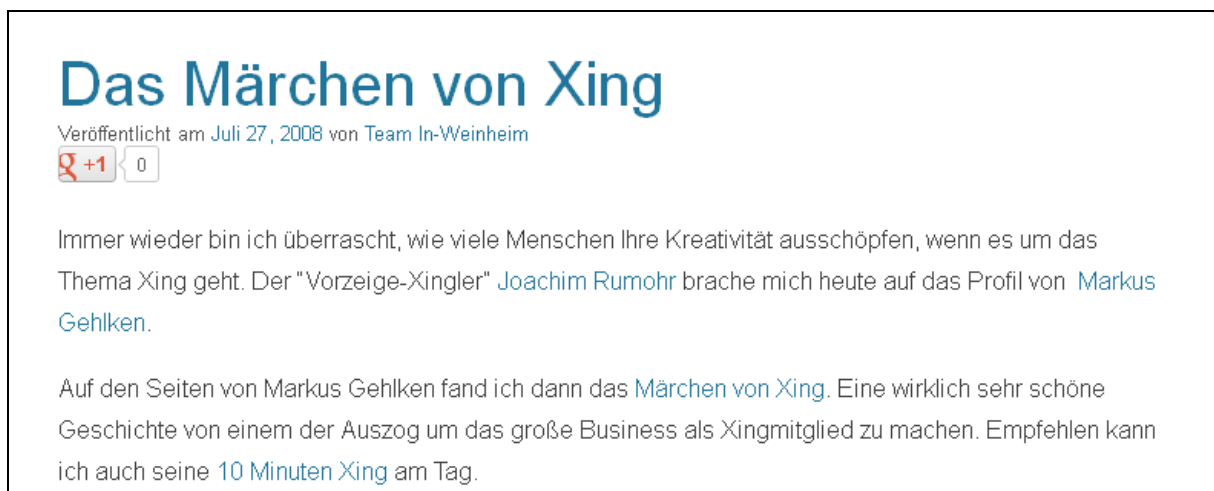 Das Märchen von Xing
Veröffentlicht am Juli 27, 2008 von Team In-Weinheim
g +1 0
Immer wieder bin ich überrascht, wie viele Menschen Ihre Kreativität ausschöpfen, wenn es um das
Thema Xing geht. Der "Vorzeige-Xingler" Joachim Rumohr brache mich heute auf das Profil von Markus
Gehlken.
Auf den Seiten von Markus Gehlken fand ich dann das Märchen von Xing. Eine wirklich sehr schöne
Geschichte von einem der Auszog um das große Business als Xingmitglied zu machen. Empfehlen kann
ich auch seine 10 Minuten Xing am Tag.